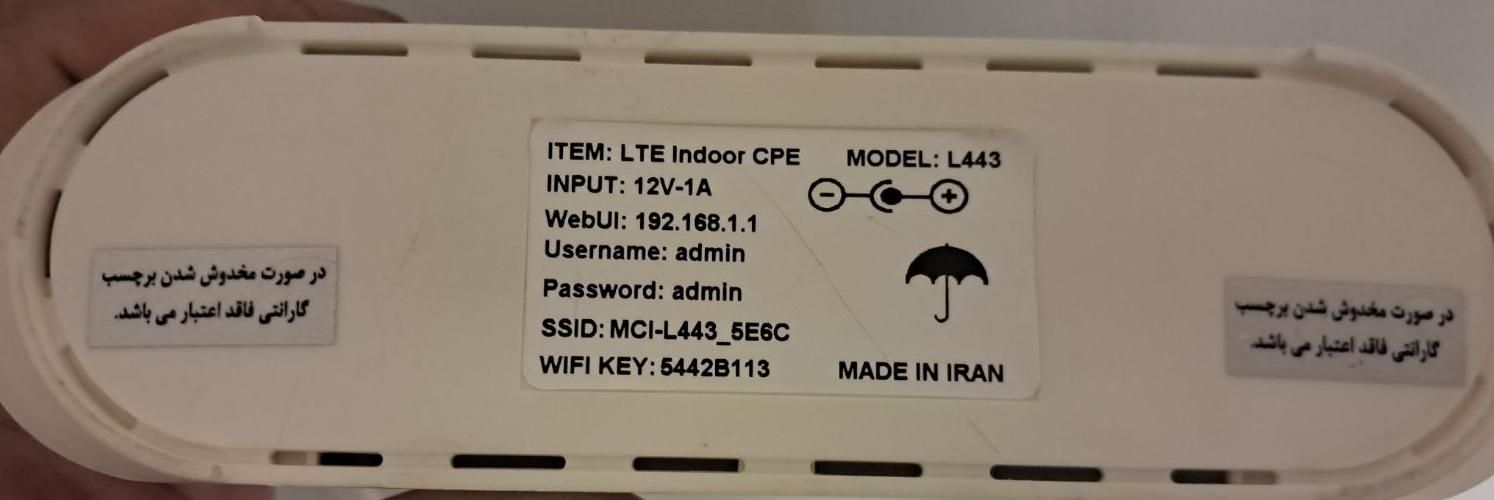 ITEM: LTE Indoor CPE MODEL: L443
INPUT: 12V-1A
WebUI: 192.168.1.1
Username: admin
Password: admin
SSID: MCI-L443_5E6C
WIFI KEY: 5442B113 MADE IN IRAN
در صورت مخدوش شدن برچسب
گارانتی فاقد اعتبار می باشد.
در صورت مخدوش شدن برچسب
گارانتی فاقد اعتبار می باشد.